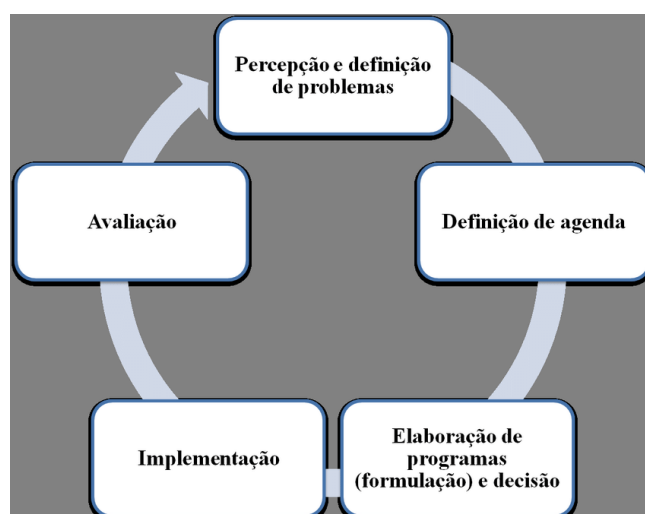 Percepção e definição
de problemas
Definição de agenda
Elaboração de
programas
(formulação) e decisão
Implementação
Avaliação